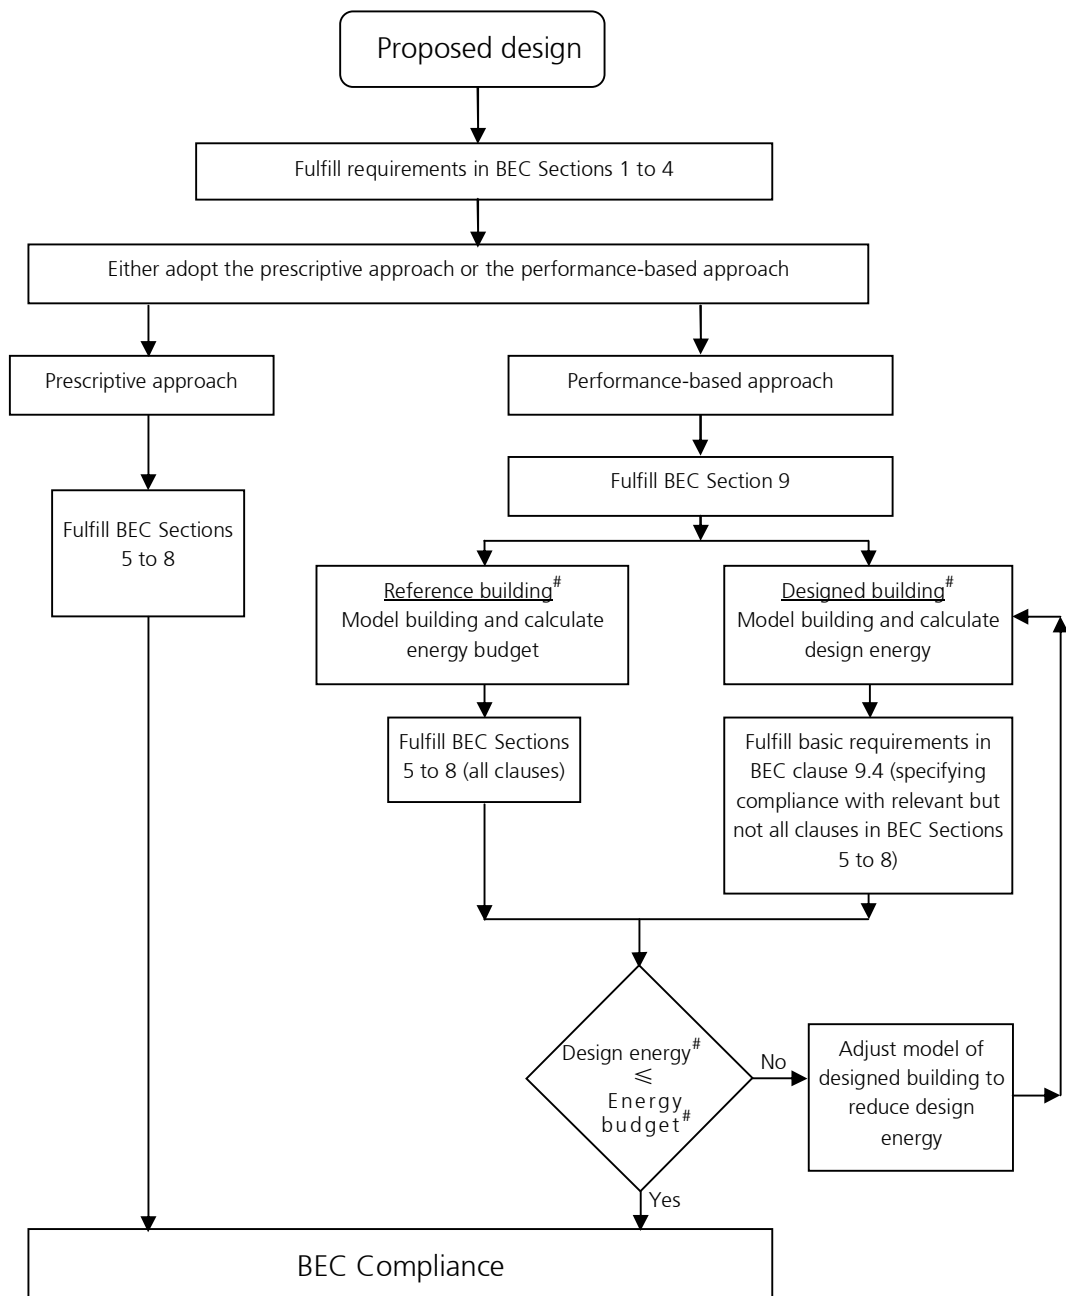 Proposed design
Fulfill requirements in BEC Sections 1 to 4
Either adopt the prescriptive approach or the performance-based approach
Prescriptive approach
Performance-based approach
Fulfill BEC Section 9
Fulfill BEC Sections
5 to 8
Reference building#
Model building and calculate
energy budget
Designed building#
Model building and calculate
design energy
Fulfill BEC Sections
5 to 8 (all clauses)
Fulfill basic requirements in
BEC clause 9.4 (specifying
compliance with relevant but
not all clauses in BEC Sections
5 to 8)
Design energy#
≤
Energy
budget#
No
Adjust model of
designed building to
reduce design
energy
Yes
BEC Compliance